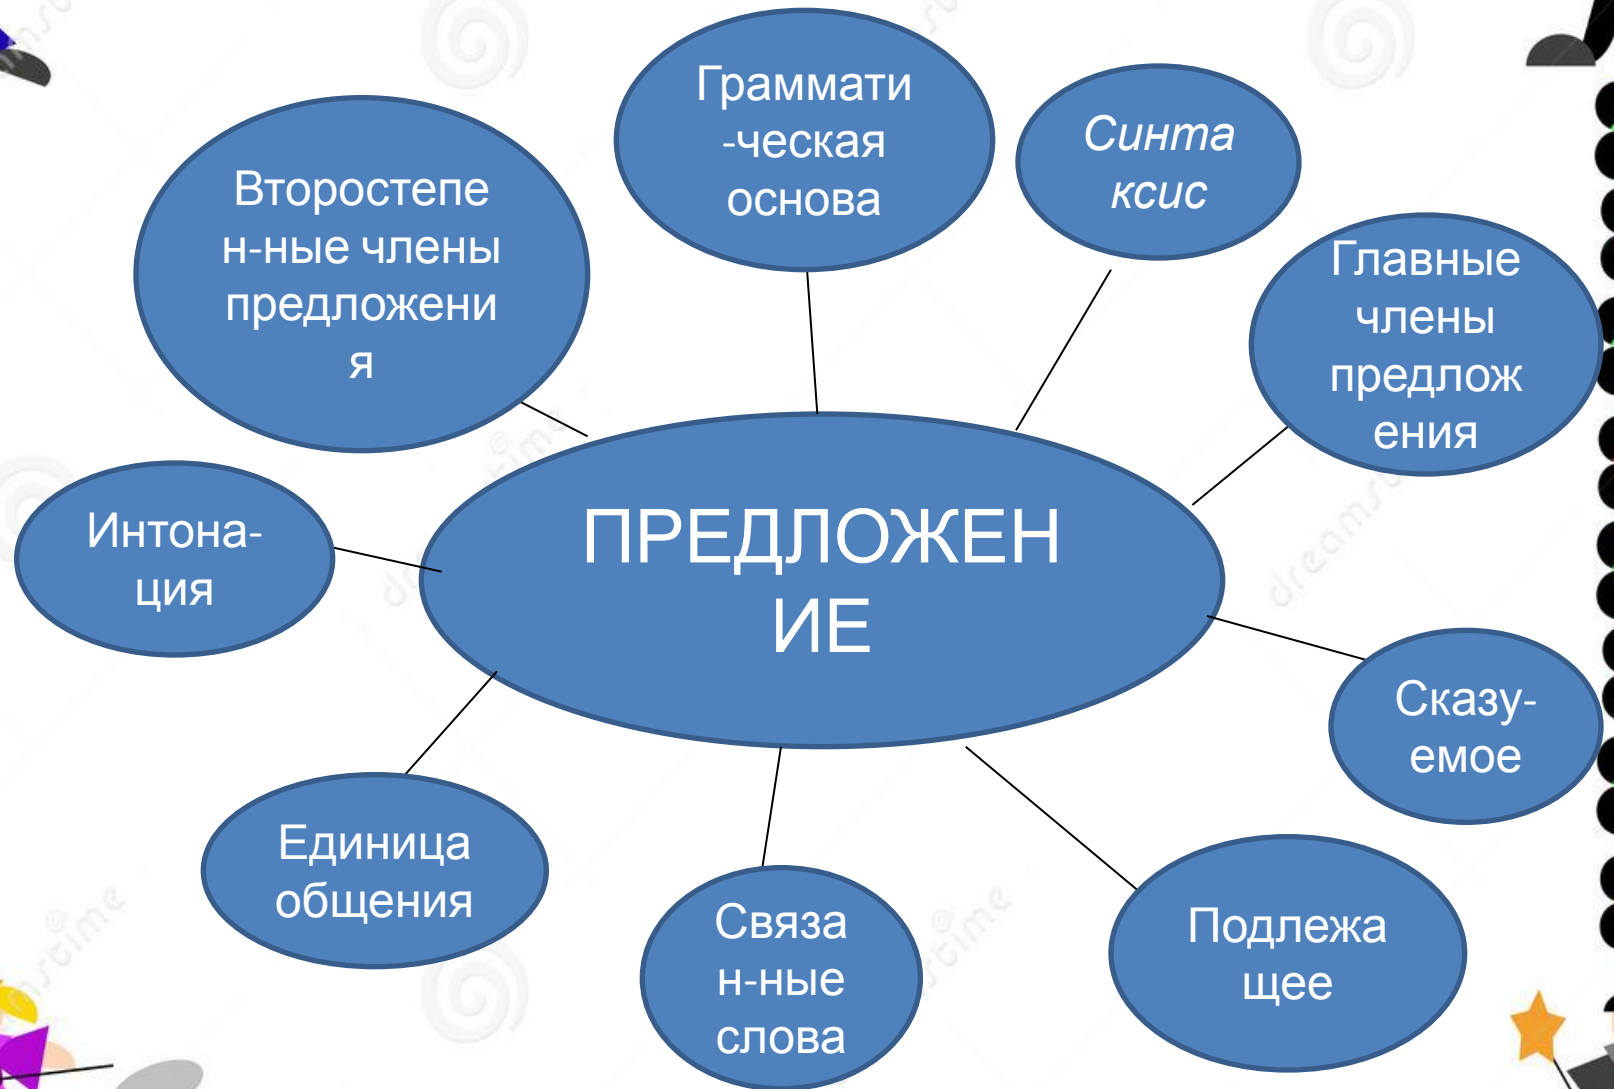 Граммати
-ческая
основа
Синта
ксис
Второстепе
н-ные члены
предложени
я
Главные
члены
предлож
ения
ПРЕДЛОЖЕН
ИЕ
Интона-
ция
Сказу-
емое
Единица
общения
Связа
н-ные
слова
Подлежа
щее
dreamstime